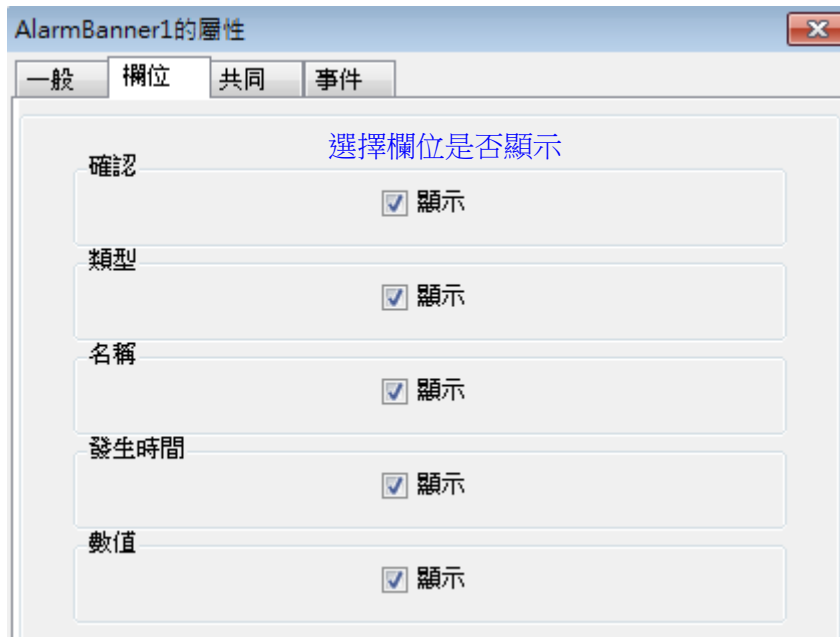 AlarmBanner1的屬性
一般 欄位 共同 事件
選擇欄位是否顯示
確認
顯示
類型
顯示
名稱
顯示
發生時間
顯示
數值
顯示